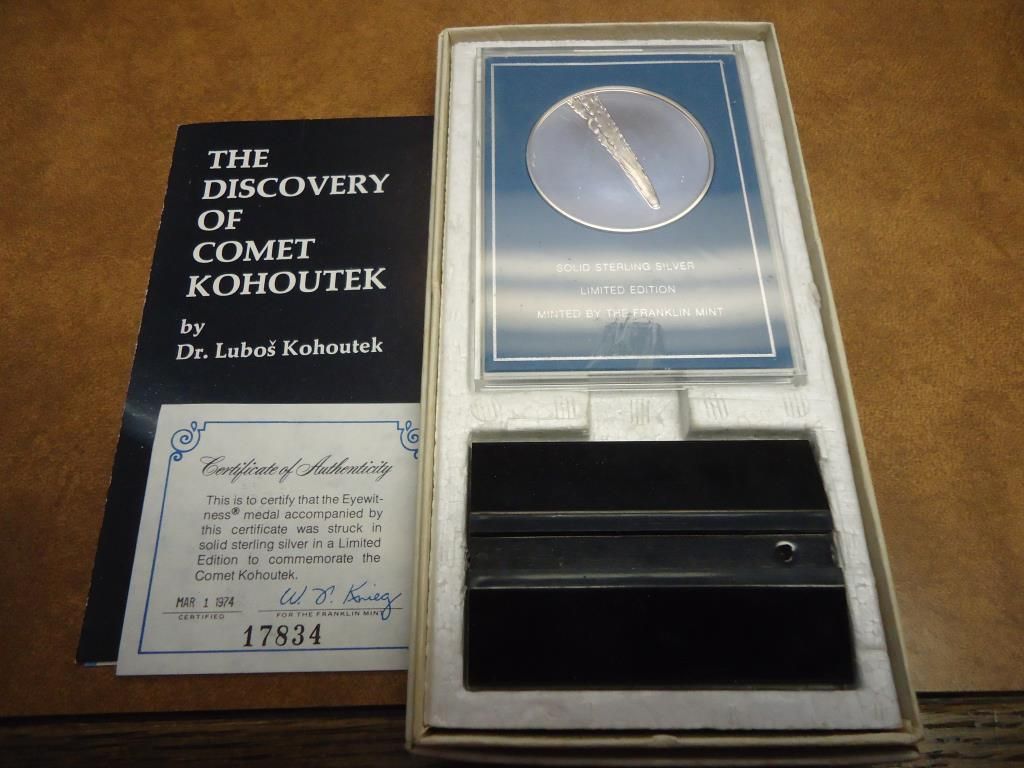 THE
DISCOVERY
OF
COMET
KOHOUTEK
by
Dr. Luboš Kohoutek
Certificate of Authenticity
This is to certify that the Eyewit-
ness® medal accompanied by
this certificate was struck in
solid sterling silver in a Limited
Edition to commemorate the
Comet Kohoutek.
MAR 1 1974
W. F. Krieg
CERTIFIED
FOR THE FRANKLIN MINT
17834
SOLID STERLING SILVER
LIMITED EDITION
MINTED BY THE FRANKLIN MINT